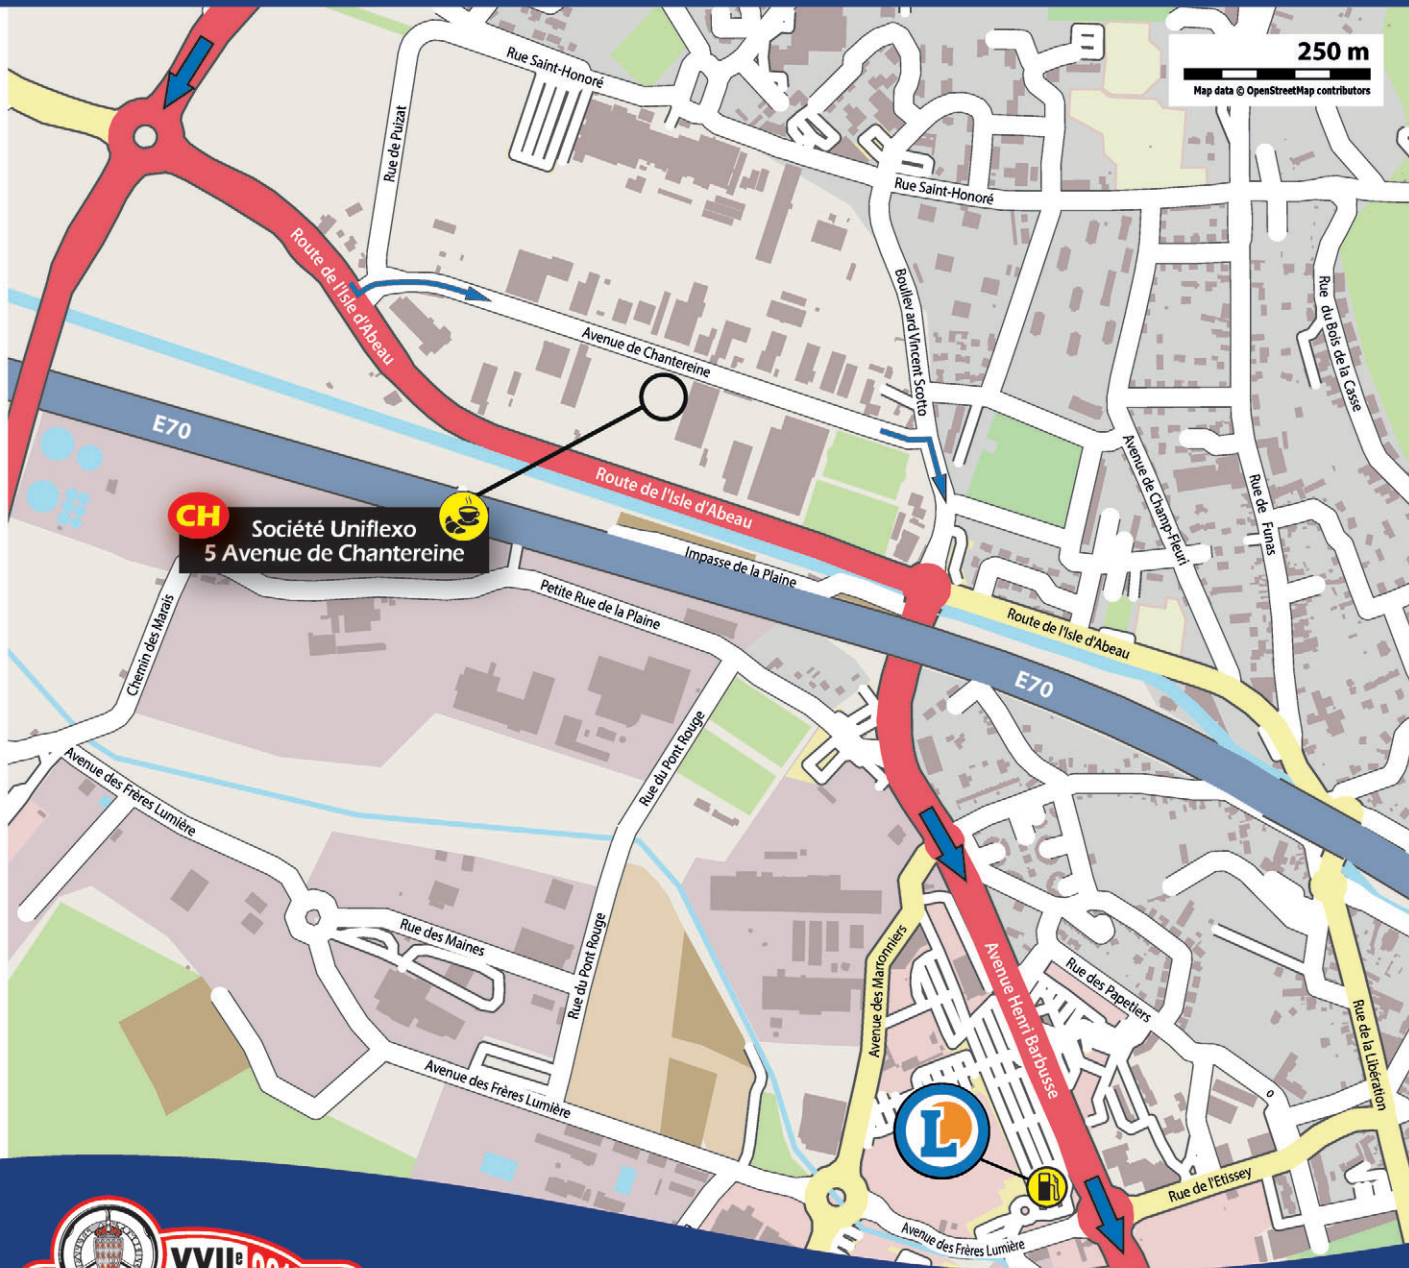 250 m
Map data © OpenStreetMap contributors
Rue Saint-Honoré
Rue de Puizat
Rue Saint-Honoré
Route de l'Isle d'Abeau
Boullev ard Vincent Scotto
Rue du Bois de la Casse
Avenue de Chantereine
E70
Route de l'Isle d'Abeau
Avenue de Champ-Fleuri
Rue de Funas
CH
Société Uniflexo
5 Avenue de Chantereine
Impasse de la Plaine
Petite Rue de la Plaine
Route de l'Isle d'Abeau
Chemin des Marais
E70
Rue du Pont Rouge
Avenue des Frères Lumière
Rue des Maines
Rue du Pont Rouge
Avenue des Marronniers
Avenue Henri Barbusse
Rue des Papetiers
Rue de la Libération
Avenue des Frères Lumière
L
Rue de l'Etissey
Avenue des Frères Lumière